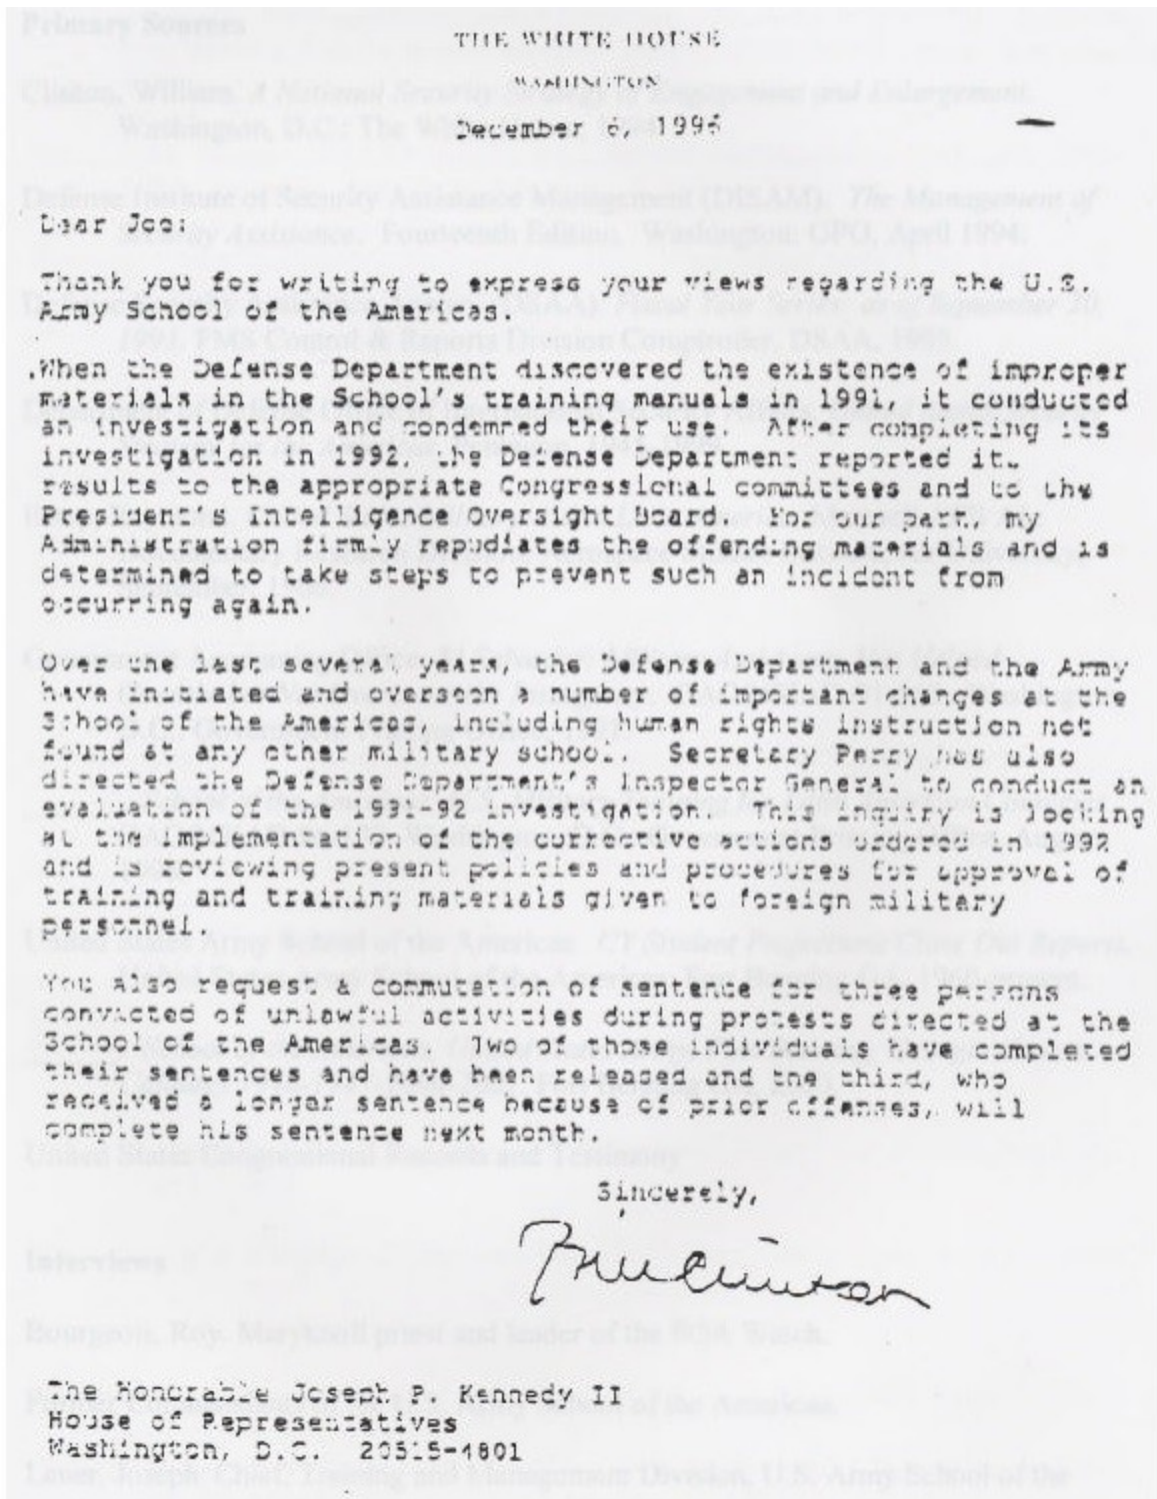 THE WHITE HOUSE
WASHINGTON
December 6, 1996
Dear Joe:
Thank you for writing to express your views regarding the U.S.
Army School of the Americas.
When the Defense Department discovered the existence of improper
materials in the School's training manuals in 1991, it conducted
an investigation and condemned their use. After completing its
investigation in 1992, the Defense Department reported its
results to the appropriate Congressional committees and to the
President's Intelligence Oversight Board. For our part, my
Administration firmly repudiates the offending materials and is
determined to take steps to prevent such an incident from
occurring again.
Over the last several years, the Defense Department and the Army
have initiated and overseen a number of important changes at the
School of the Americas, including human rights instruction not
found at any other military school. Secretary Perry has also
directed the Defense Department's Inspector General to conduct an
evaluation of the 1991-92 investigation. This inquiry is looking
at the implementation of the corrective actions ordered in 1992
and is reviewing present policies and procedures for approval of
training and training materials given to foreign military
personnel.
You also request a commutation of sentence for three persons
convicted of unlawful activities during protests directed at the
School of the Americas. Two of those individuals have completed
their sentences and have been released and the third, who
received a longer sentence because of prior offenses, will
complete his sentence next month.
Sincerely,
Bill Clinton
The Honorable Joseph P. Kennedy II
House of Representatives
Washington, D.C. 20515-4801